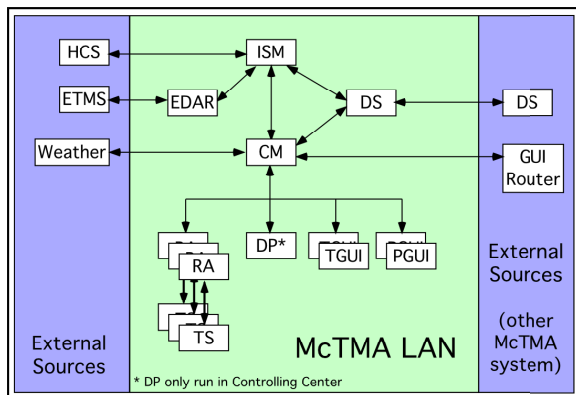 HCS
ISM
ETMS
EDAR
DS
DS
Weather
CM
GUI
Router
DP*
TGUI
PGUI
RA
TS
External
Sources
(other
McTMA
system)
External
Sources
McTMA LAN
* DP only run in Controlling Center